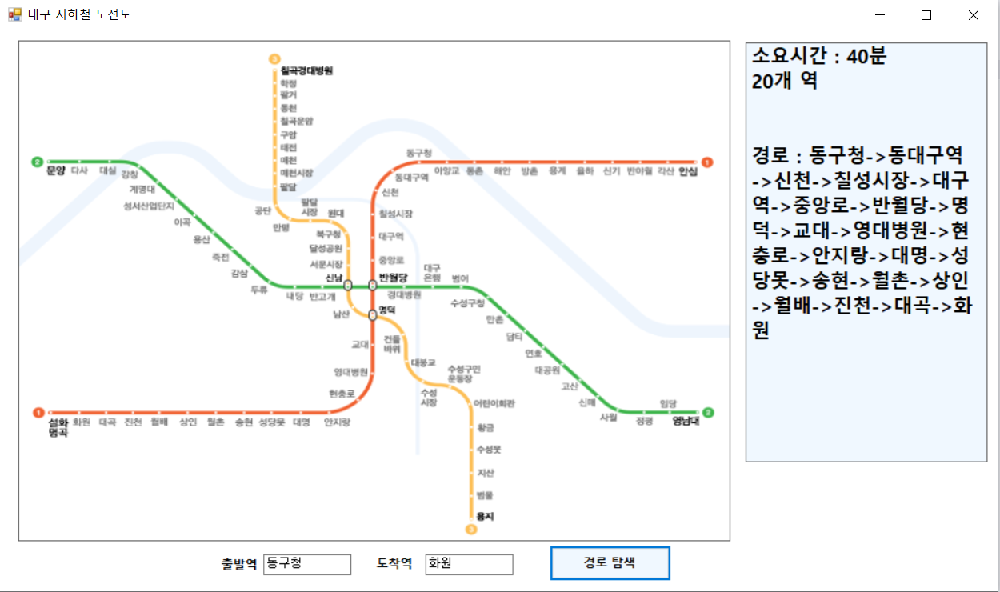 대구 지하철 노선도
소요시간 : 40분
20개 역
경로 : 동구청->동대구역
->신천->칠성시장->대구
역->중앙로->반월당->명
덕->교대->영대병원->현
충로->안지랑->대명->성
당못->송현->월촌->상인
->월배->진천->대곡->화
원
3
칠곡경대병원
학정
팔거
동천
칠곡운암
구암
태전
매천
매천시장
팔달
공단
만평
팔달
시장
원대
북구청
달성공원
서문시장
신남
남산
명덕
건들
바위
대봉교
수성
시장
수성구민
운동장
어린이회관
황금
수성못
지산
범물
용지
3
2
문양
다사
대실
강창
계명대
성서산업단지
이곡
용산
죽전
감삼
두류
내당
반고개
반월당
경대병원
대구
은행
범어
수성구청
만촌
담티
연호
대공원
고산
신매
사월
정평
임당
영남대
2
1
안심
각산
반야월
신기
율하
용계
방촌
해안
동촌
아양교
동구청
동대구역
신천
칠성시장
대구역
중앙로
교대
영대병원
현충로
안지랑
대명
성당못
송현
월촌
상인
월배
진천
대곡
화원
설화
명곡
1
출발역
동구청
도착역
화원
경로 탐색